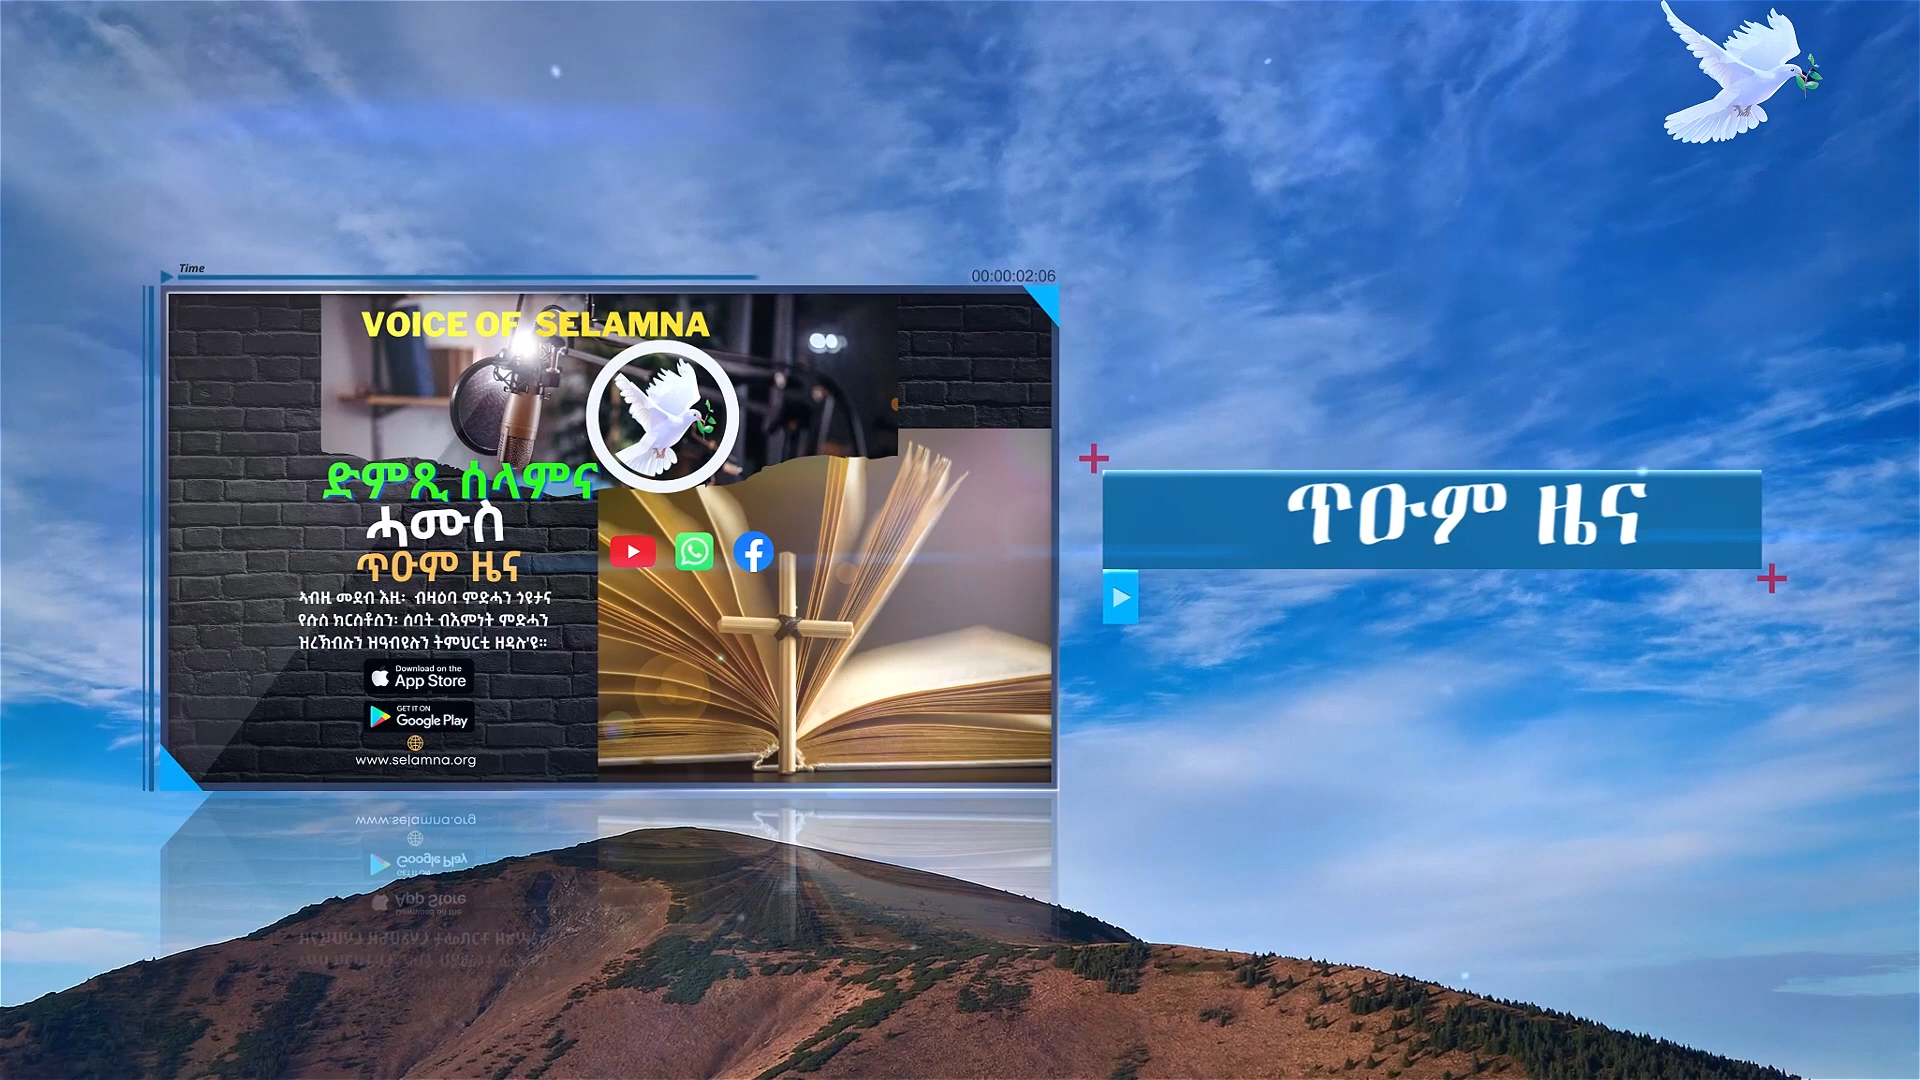 Time
00:00:02:06
VOICE OF SELAMNA
ድምጺ ሰላምና
ሓሙስ
ጥዑም ዜና
ኣብዚ መደብ እዚ፡ ብዛዕባ ምድሓን ጎይታና
የሱስ ክርስቶስን፡ ሰባት ብእምነት ምድሓን
ዝረኽብሉን ዝዓብዩሉን ትምህርቲ ዘዳሉ'ዩ።
Download on the
App Store
GET IT ON
Google Play
www.selamna.org
ጥዑም ዜና